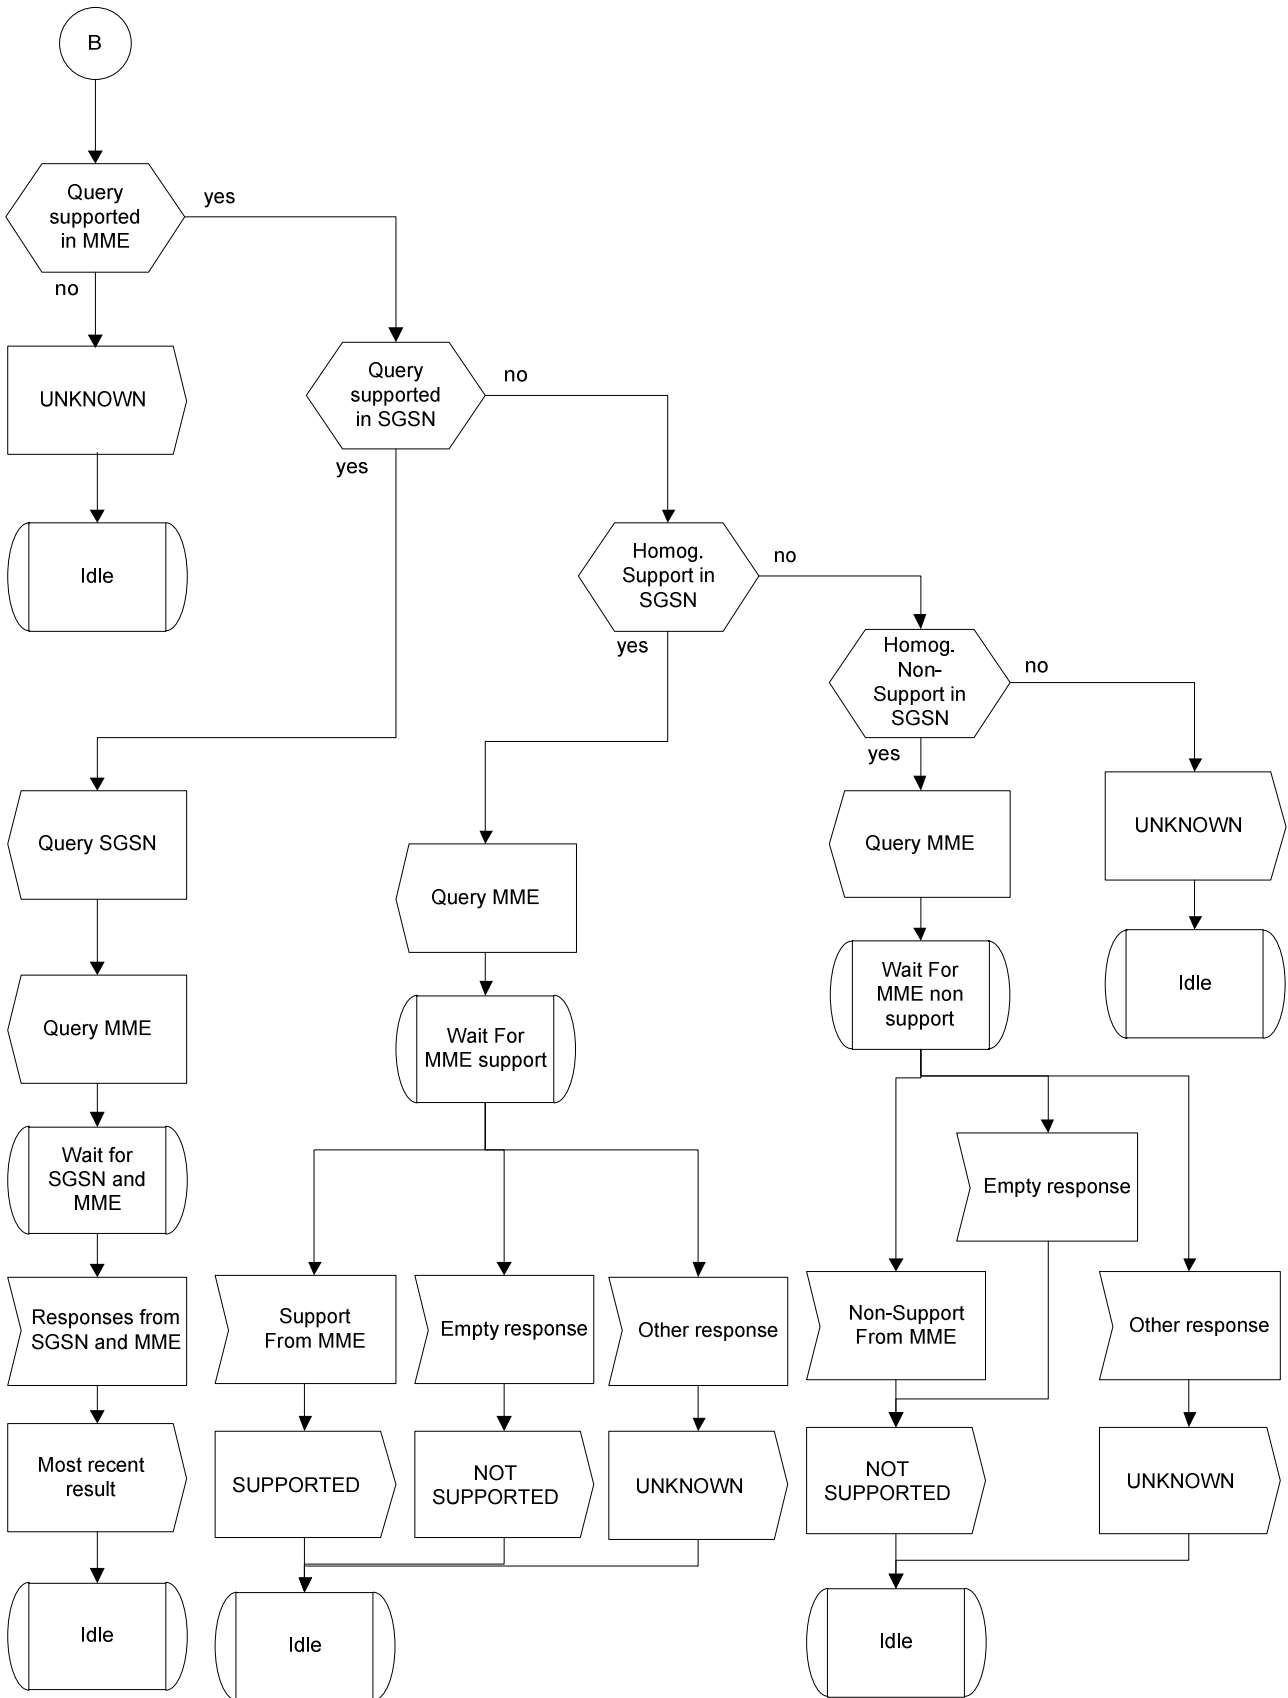 B
Query
supported
in MME
yes
no
UNKNOWN
Idle
Query
supported
in SGSN
no
yes
Homog.
Support in
SGSN
no
yes
Homog.
Non-
Support in
SGSN
no
yes
Query SGSN
Query MME
Wait for
SGSN and
MME
Responses from
SGSN and MME
Most recent
result
Idle
Query MME
Wait For
MME support
Support
From MME
Empty response
Other response
SUPPORTED
NOT
SUPPORTED
UNKNOWN
Idle
Query MME
Wait For
MME non
support
Empty response
Non-Support
From MME
Other response
NOT
SUPPORTED
UNKNOWN
Idle
UNKNOWN
Idle